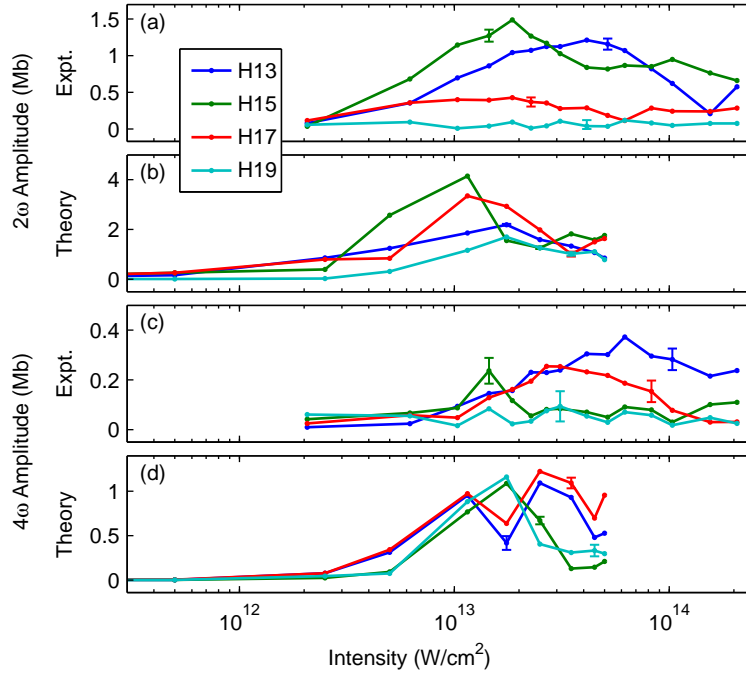 (a)
1.5
1
0.5
0
Expt.
H13
H15
H17
H19
2ω Amplitude (Mb)
(b)
4
2
0
Theory
(c)
0.4
0.2
0
Expt.
4ω Amplitude (Mb)
(d)
1
0.5
0
Theory
10^12
10^13
10^14
Intensity (W/cm^2)